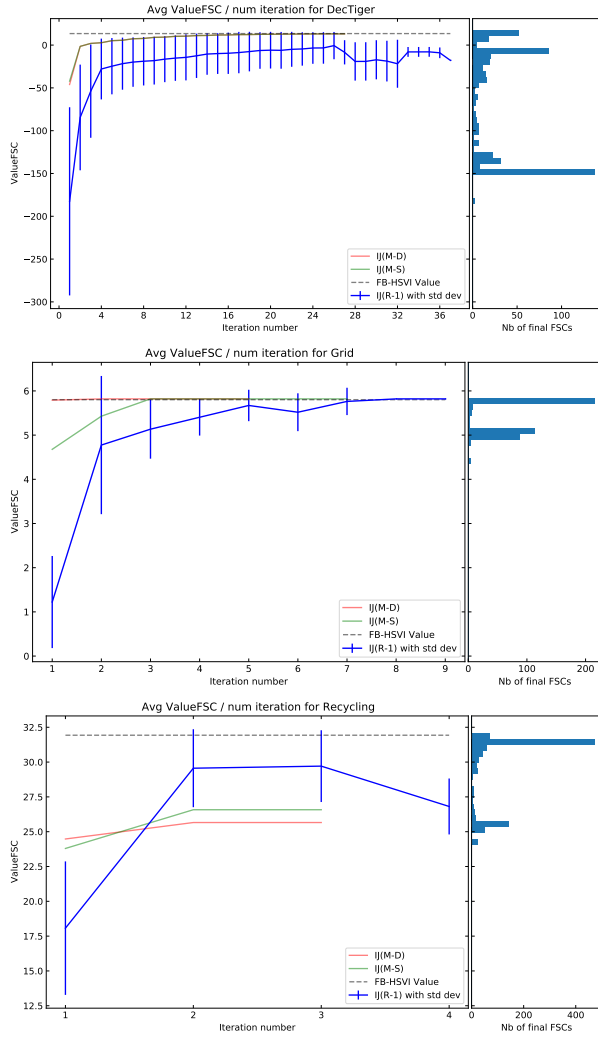 Avg ValueFSC / num iteration for DecTiger
0
−50
−100
−150
−200
−250
−300
ValueFSC
IJ(M-D)
IJ(M-S)
FB-HSVI Value
IJ(R-1) with std dev
0 4 8 12 16 20 24 28 32 36
Iteration number
0 50 100
Nb of final FSCs
Avg ValueFSC / num iteration for Grid
6
5
4
3
2
1
0
ValueFSC
IJ(M-D)
IJ(M-S)
FB-HSVI Value
IJ(R-1) with std dev
1 2 3 4 5 6 7 8 9
Iteration number
0 100 200
Nb of final FSCs
Avg ValueFSC / num iteration for Recycling
32.5
30.0
27.5
25.0
22.5
20.0
17.5
15.0
12.5
ValueFSC
IJ(M-D)
IJ(M-S)
FB-HSVI Value
IJ(R-1) with std dev
1 2 3 4
Iteration number
0 200 400
Nb of final FSCs